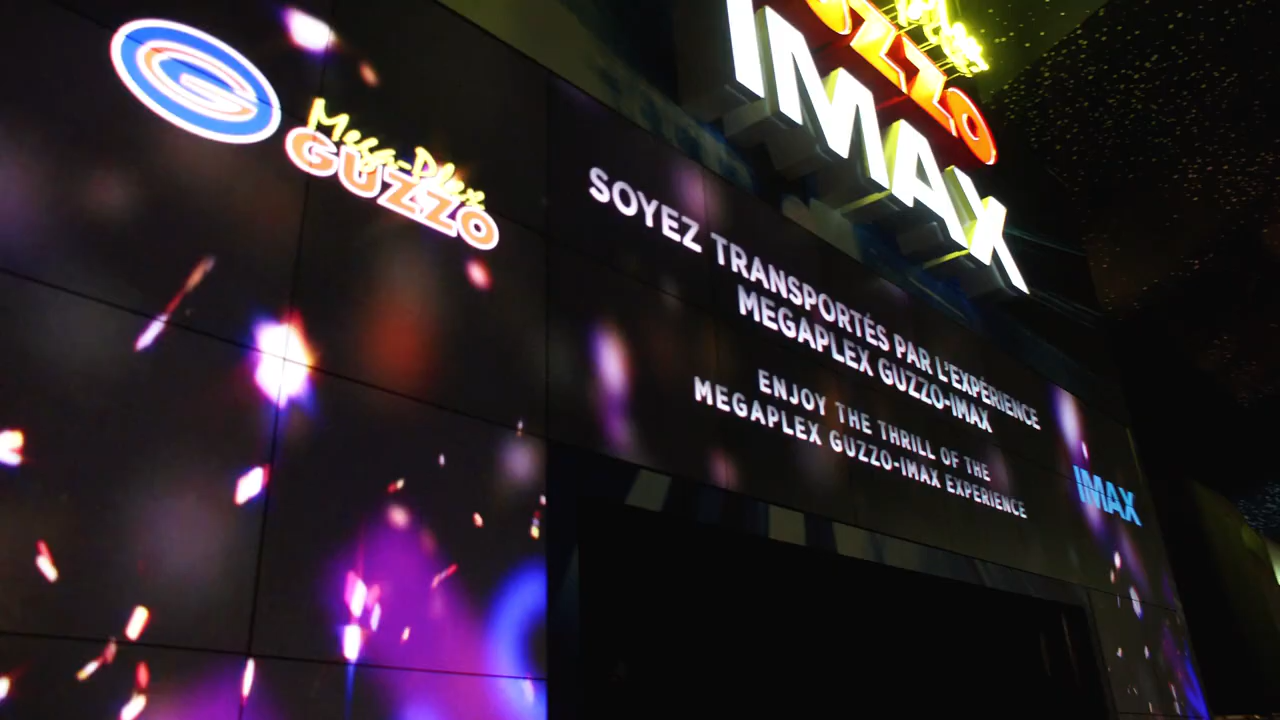 Mega-Plex
GUZZO
GUZZO
IMAX
SOYEZ TRANSPORTÉS PAR L'EXPÉRIENCE
MEGAPLEX GUZZO-IMAX
ENJOY THE THRILL OF THE
MEGAPLEX GUZZO-IMAX EXPERIENCE
IMAX